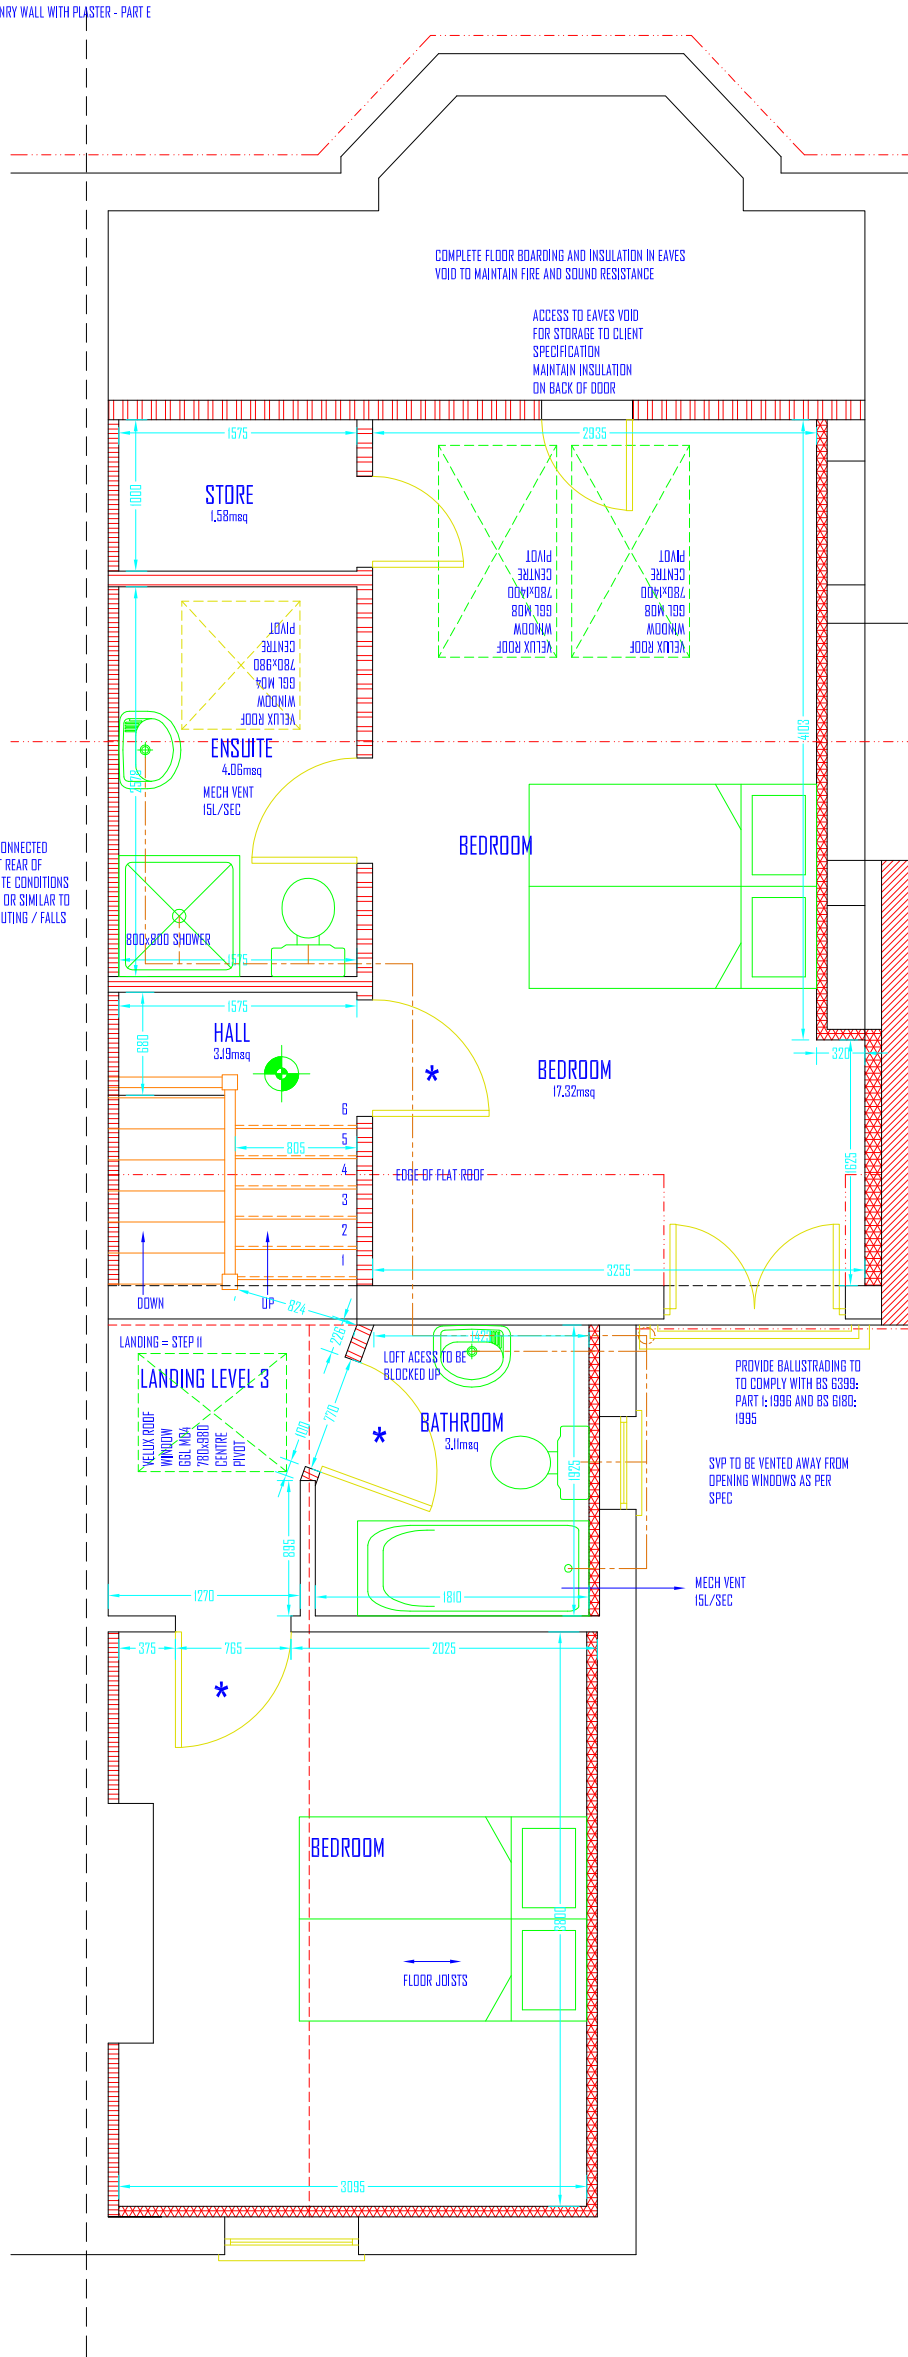 NRY WALL WITH PLASTER - PART E
COMPLETE FLOOR BOARDING AND INSULATION IN EAVES
VOID TO MAINTAIN FIRE AND SOUND RESISTANCE
ACCESS TO EAVES VOID
FOR STORAGE TO CLIENT
SPECIFICATION
MAINTAIN INSULATION
ON BACK OF DOOR
1575
2935
1000
STORE
1.58msq
VELUX ROOF
WINDOW
GGL M08
780x1400
CENTRE
PIVOT
VELUX ROOF
WINDOW
GGL M08
780x1400
CENTRE
PIVOT
VELUX ROOF
WINDOW
GGL M04
780x980
CENTRE
PIVOT
ENSUITE
4.06msq
MECH VENT
15L/SEC
2578
4103
BEDROOM
ONNECTED
REAR OF
TE CONDITIONS
OR SIMILAR TO
UTING / FALLS
800x800 SHOWER
1575
1575
HALL
3.19msq
680
*
BEDROOM
17.32msq
320
6
5
4
3
2
1
805
EDGE OF FLAT ROOF
1625
3255
DOWN
UP
824
226
1423
LANDING = STEP 11
LANDING LEVEL 3
VELUX ROOF
WINDOW
GGL M04
780x980
CENTRE
PIVOT
LOFT ACESS TO BE
BLOCKED UP
770
100
*
BATHROOM
3.11msq
1925
PROVIDE BALUSTRADING TO
TO COMPLY WITH BS 6399:
PART 1: 1996 AND BS 6180:
1995
SVP TO BE VENTED AWAY FROM
OPENING WINDOWS AS PER
SPEC
895
1270
1810
MECH VENT
15L/SEC
375
765
2025
*
BEDROOM
3800
FLOOR JOISTS
3095